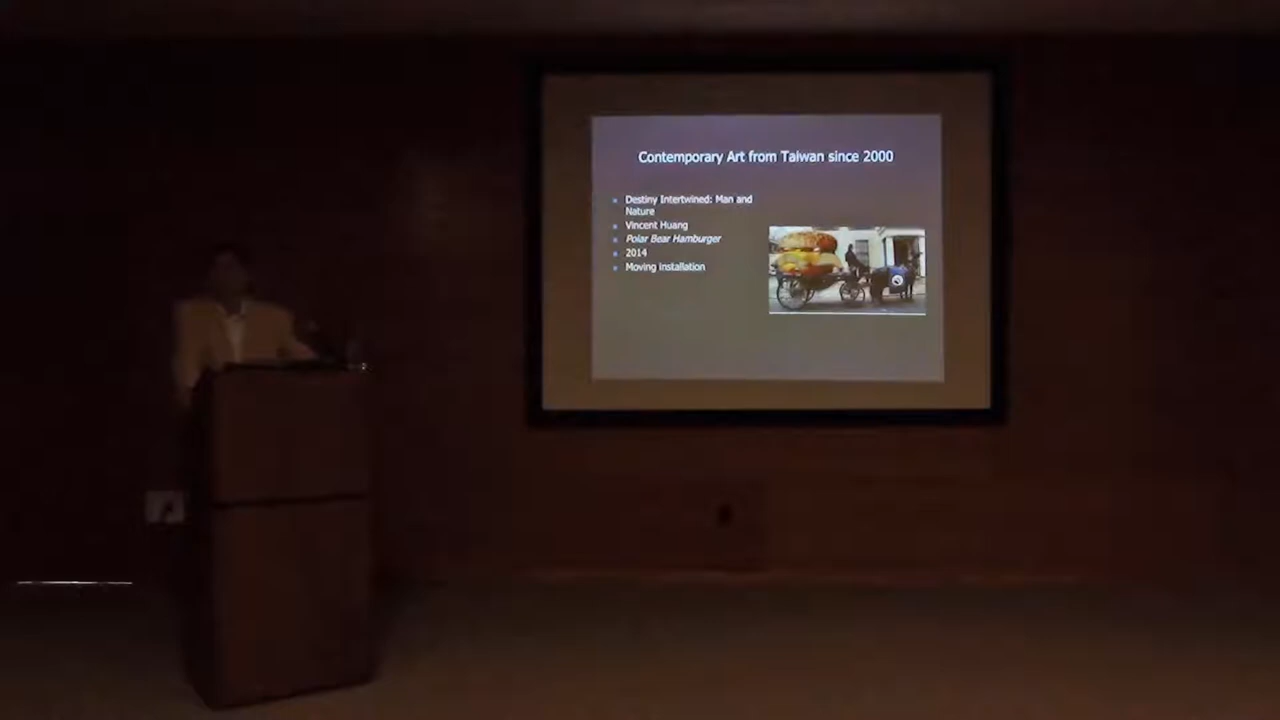 Contemporary Art from Taiwan since 2000
Destiny Intertwined: Man and
Nature
Vincent Huang
Polar Bear Hamburger
2014
Moving Installation